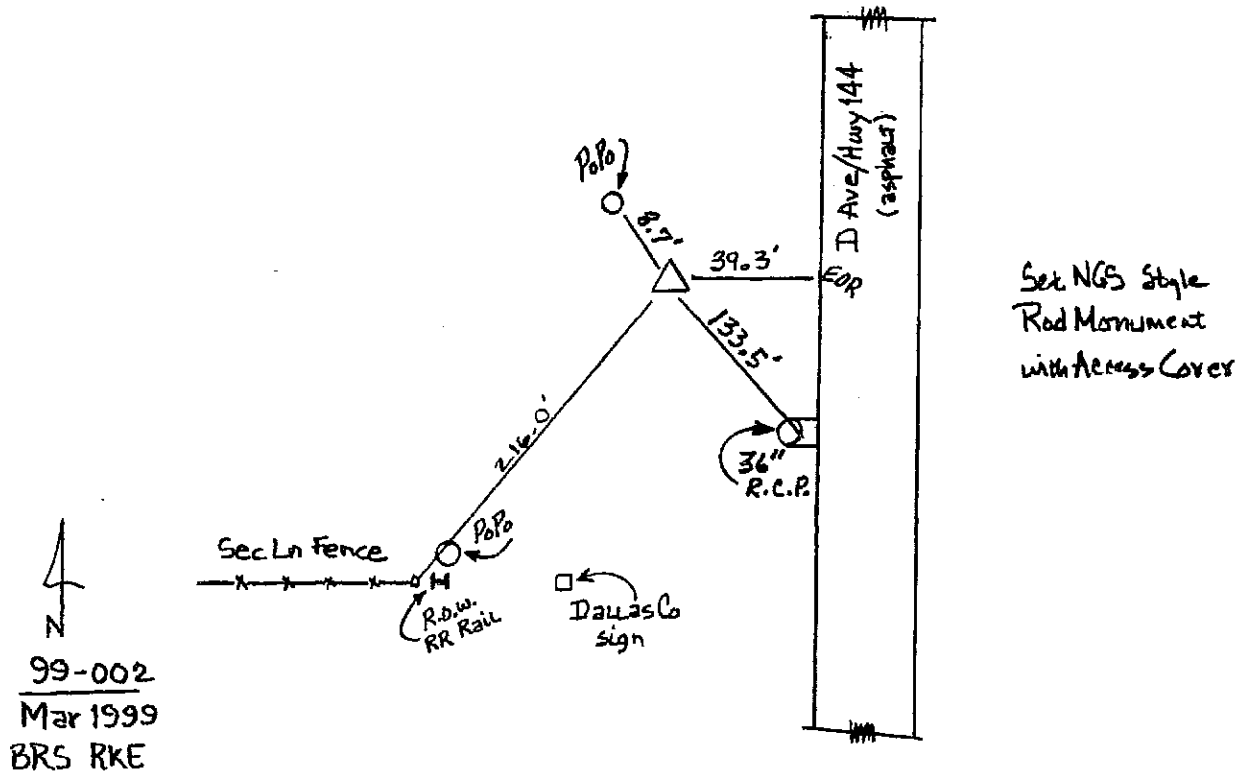 D Ave/Hwy 144
(asphalt)
PoPo
8.7'
39.3'
EOR
133.5'
Set NGS Style
Rod Monument
with Access Cover
216.0'
36"
R.C.P.
PoPo
Sec Ln Fence
R.O.W.
RR Rail
Dallas Co
sign
N
99-002
Mar 1999
BRS RKE